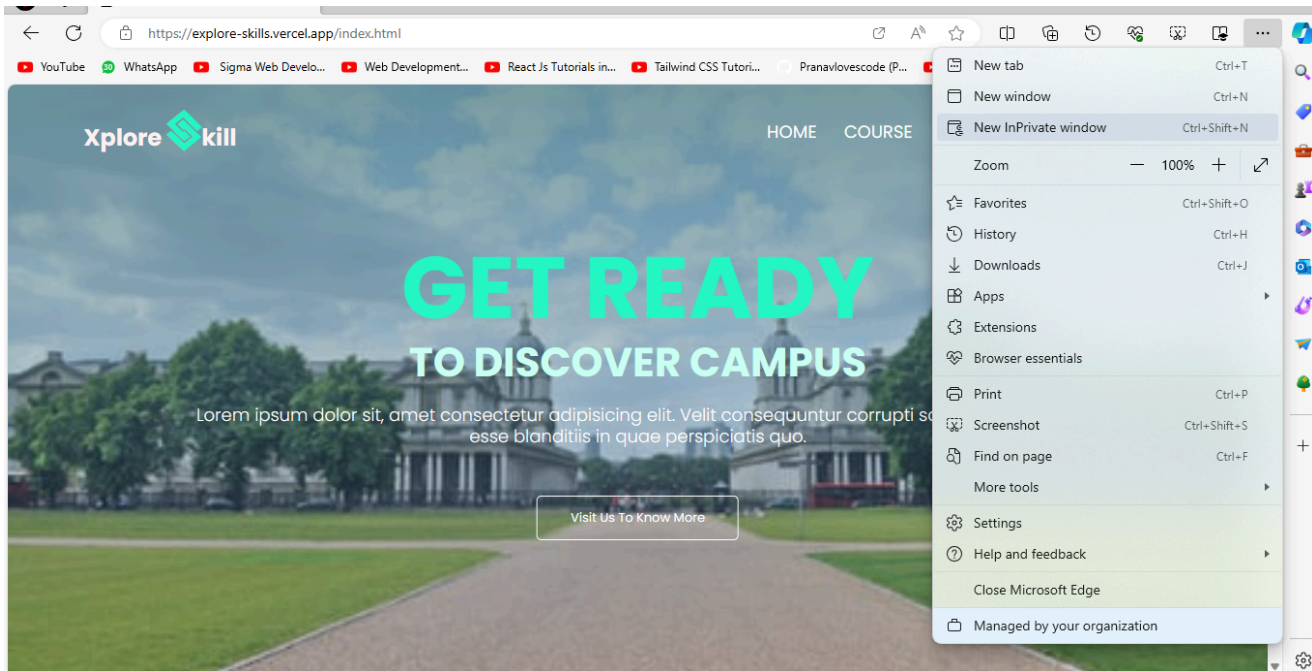 https://explore-skills.vercel.app/index.html
YouTube 30 WhatsApp Sigma Web Develo... Web Development... React Js Tutorials in... Tailwind CSS Tutori... Pranavlovescode (P...
Xplore Skill
HOME COURSE
GET READY
TO DISCOVER CAMPUS
Lorem ipsum dolor sit, amet consectetur adipisicing elit. Velit consequuntur corrupti
esse blanditiis in quae perspiciatis quo.
Visit Us To Know More
New tab Ctrl+T
New window Ctrl+N
New InPrivate window Ctrl+Shift+N
Zoom — 100% +
Favorites Ctrl+Shift+O
History Ctrl+H
Downloads Ctrl+J
Apps
Extensions
Browser essentials
Print Ctrl+P
Screenshot Ctrl+Shift+S
Find on page Ctrl+F
More tools
Settings
Help and feedback
Close Microsoft Edge
Managed by your organization